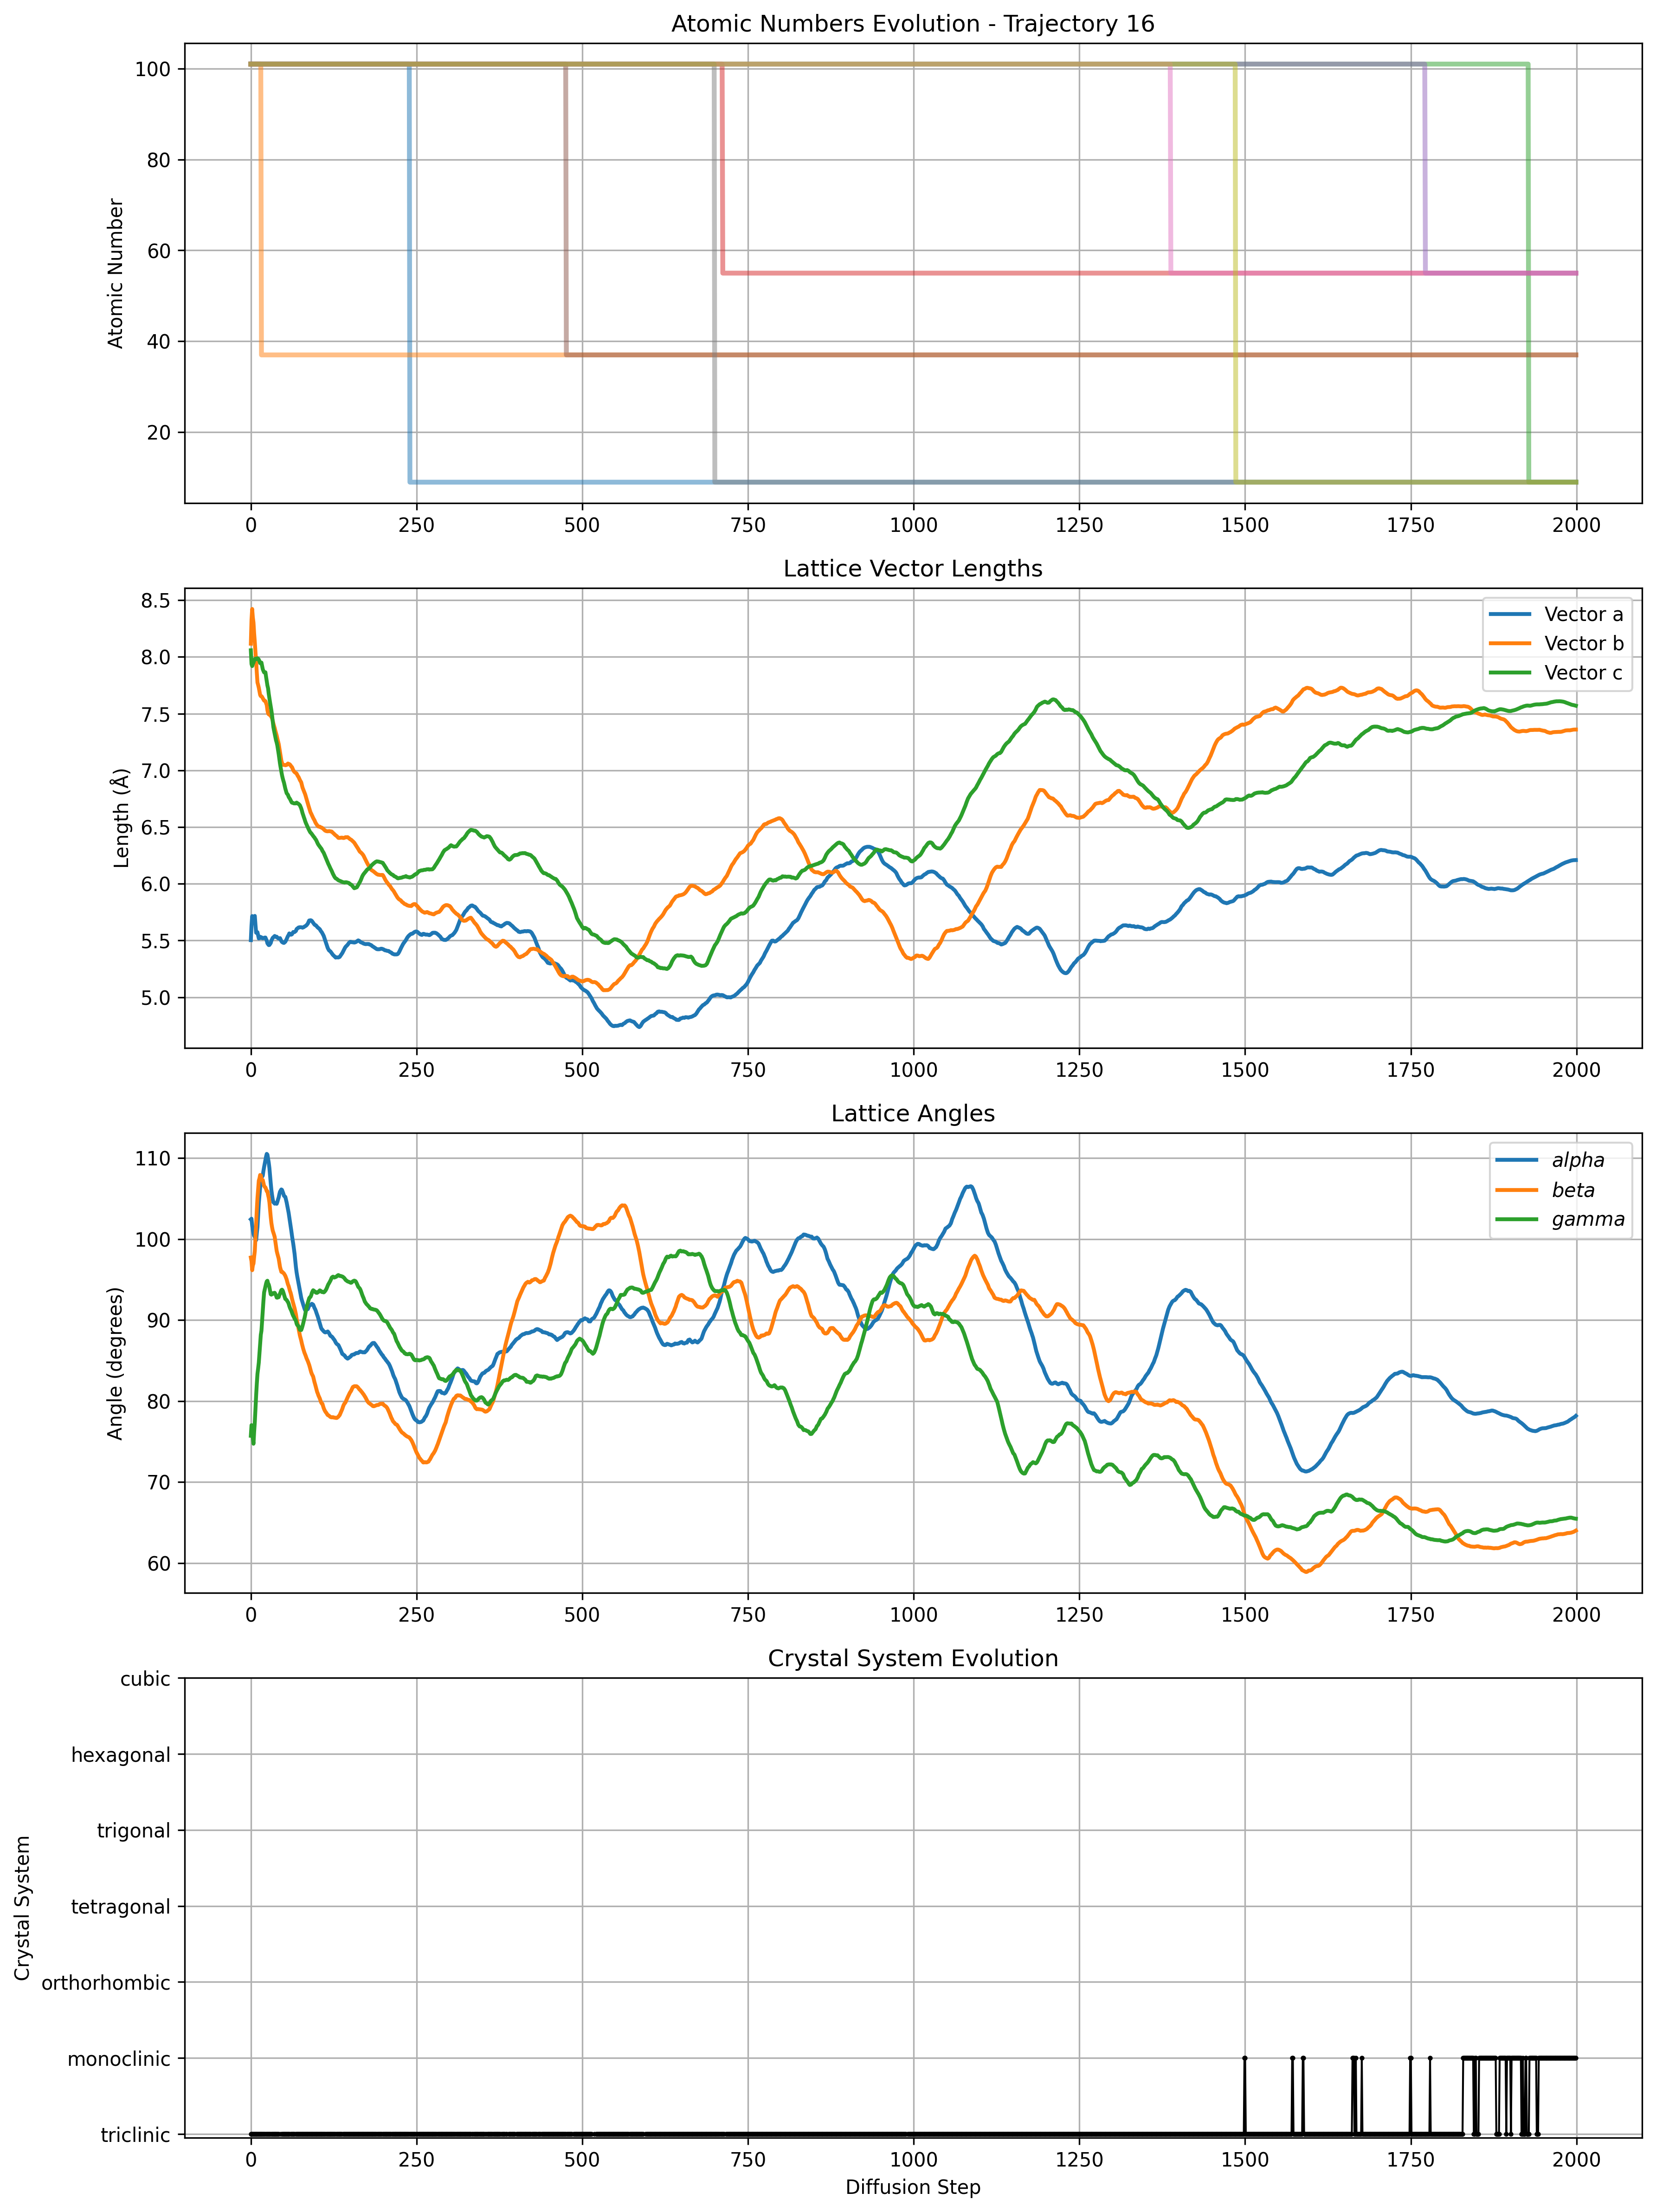 Atomic Numbers Evolution - Trajectory 16
Atomic Number
100
80
60
40
20
0 250 500 750 1000 1250 1500 1750 2000
Lattice Vector Lengths
Length (Å)
8.5
8.0
7.5
7.0
6.5
6.0
5.5
5.0
Vector a
Vector b
Vector c
0 250 500 750 1000 1250 1500 1750 2000
Lattice Angles
Angle (degrees)
110
100
90
80
70
60
alpha
beta
gamma
0 250 500 750 1000 1250 1500 1750 2000
Crystal System Evolution
Crystal System
cubic
hexagonal
trigonal
tetragonal
orthorhombic
monoclinic
triclinic
0 250 500 750 1000 1250 1500 1750 2000
Diffusion Step